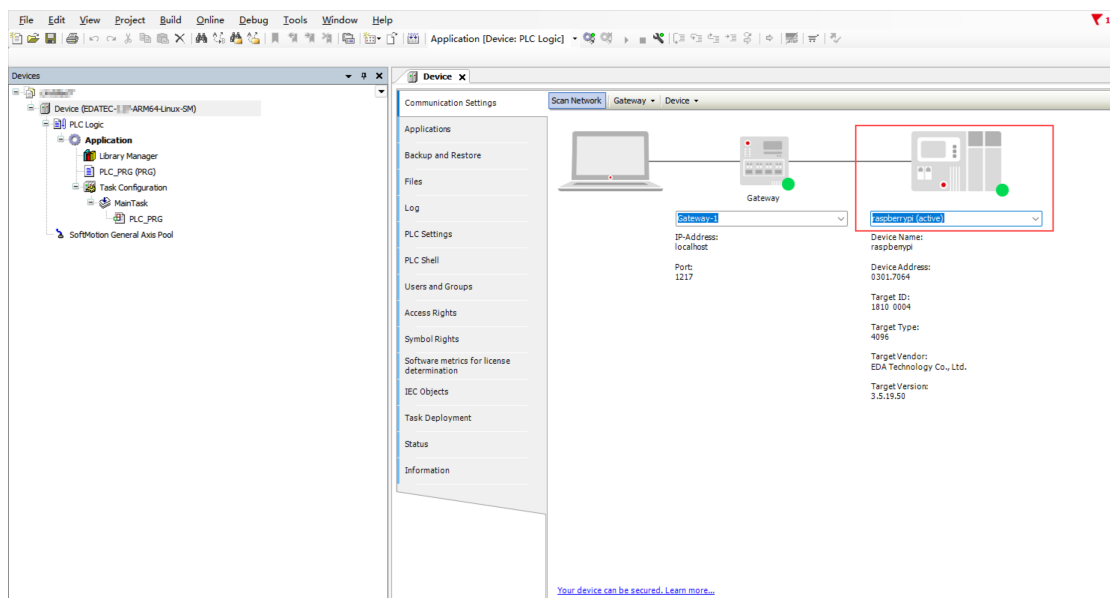 File Edit View Project Build Online Debug Tools Window Help
1
Application [Device: PLC Logic]
Devices
Device
Device (EDATEC- -ARM64-Linux-SM)
PLC Logic
Application
Library Manager
PLC_PRG (PRG)
Task Configuration
MainTask
PLC_PRG
SoftMotion General Axis Pool
Communication Settings
Applications
Backup and Restore
Files
Log
PLC Settings
PLC Shell
Users and Groups
Access Rights
Symbol Rights
Software metrics for license
determination
IEC Objects
Task Deployment
Status
Information
Scan Network Gateway Device
Gateway
Gateway-1
IP-Address:
localhost
Port:
1217
raspberrypi (active)
Device Name:
raspberrypi
Device Address:
0301.7064
Target ID:
1810 0004
Target Type:
4096
Target Vendor:
EDA Technology Co., Ltd.
Target Version:
3.5.19.50
Your device can be secured. Learn more...